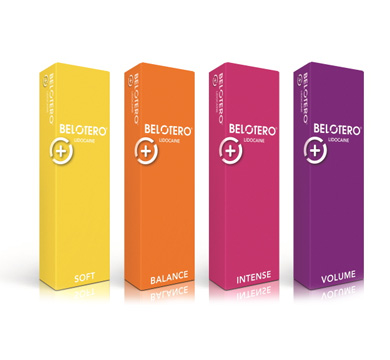 BELOTERO®
LIDOCAINE
SOFT
BELOTERO®
LIDOCAINE
BALANCE
BELOTERO®
LIDOCAINE
INTENSE
BELOTERO®
LIDOCAINE
VOLUME